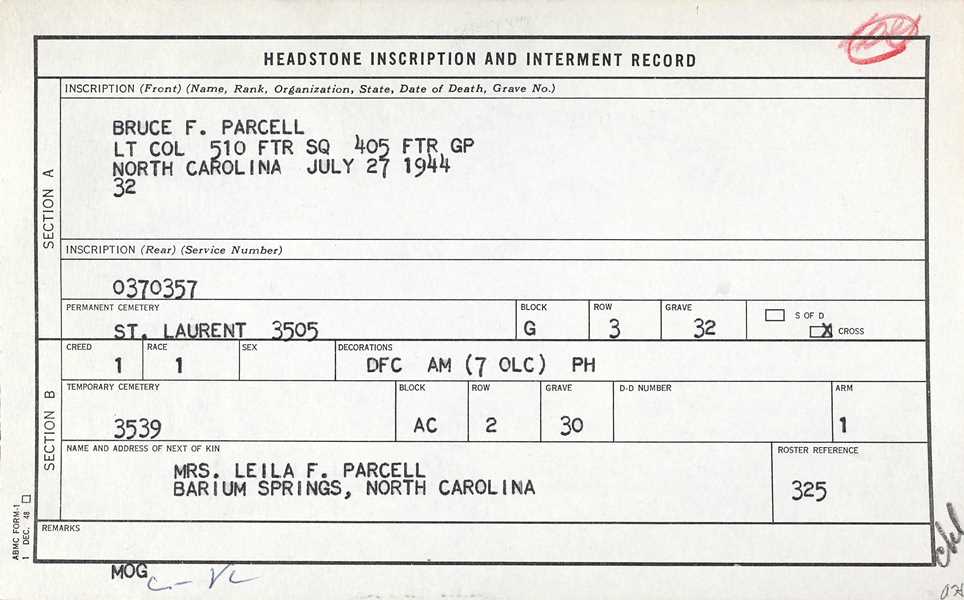 HEADSTONE INSCRIPTION AND INTERMENT RECORD
SECTION A
INSCRIPTION (Front) (Name, Rank, Organization, State, Date of Death, Grave No.)
BRUCE F. PARCELL
LT COL 510 FTR SQ 405 FTR GP
NORTH CAROLINA JULY 27 1944
32
INSCRIPTION (Rear) (Service Number)
0370357
PERMANENT CEMETERY BLOCK ROW GRAVE S OF D
ST. LAURENT 3505 G 3 32 X CROSS
SECTION B
CREED RACE SEX DECORATIONS
1 1 DFC AM (7 OLC) PH
TEMPORARY CEMETERY BLOCK ROW GRAVE D-D NUMBER ARM
3539 AC 2 30 1
NAME AND ADDRESS OF NEXT OF KIN ROSTER REFERENCE
MRS. LEILA F. PARCELL
BARIUM SPRINGS, NORTH CAROLINA 325
REMARKS
ABMC FORM-1
1 DEC. 48
MOG